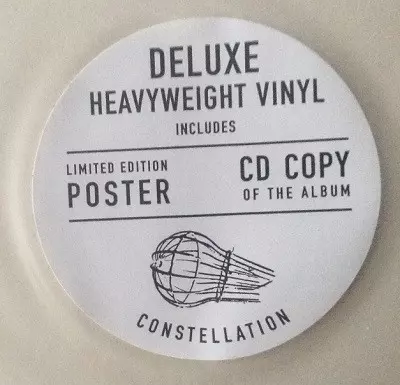 DELUXE
HEAVYWEIGHT VINYL
INCLUDES
LIMITED EDITION
POSTER
CD COPY
OF THE ALBUM
CONSTELLATION